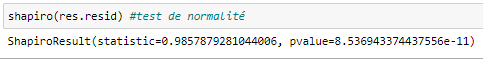 shapiro(res.resid) #test de normalité
ShapiroResult(statistic=0.9857879281044006, pvalue=8.536943374437556e-11)